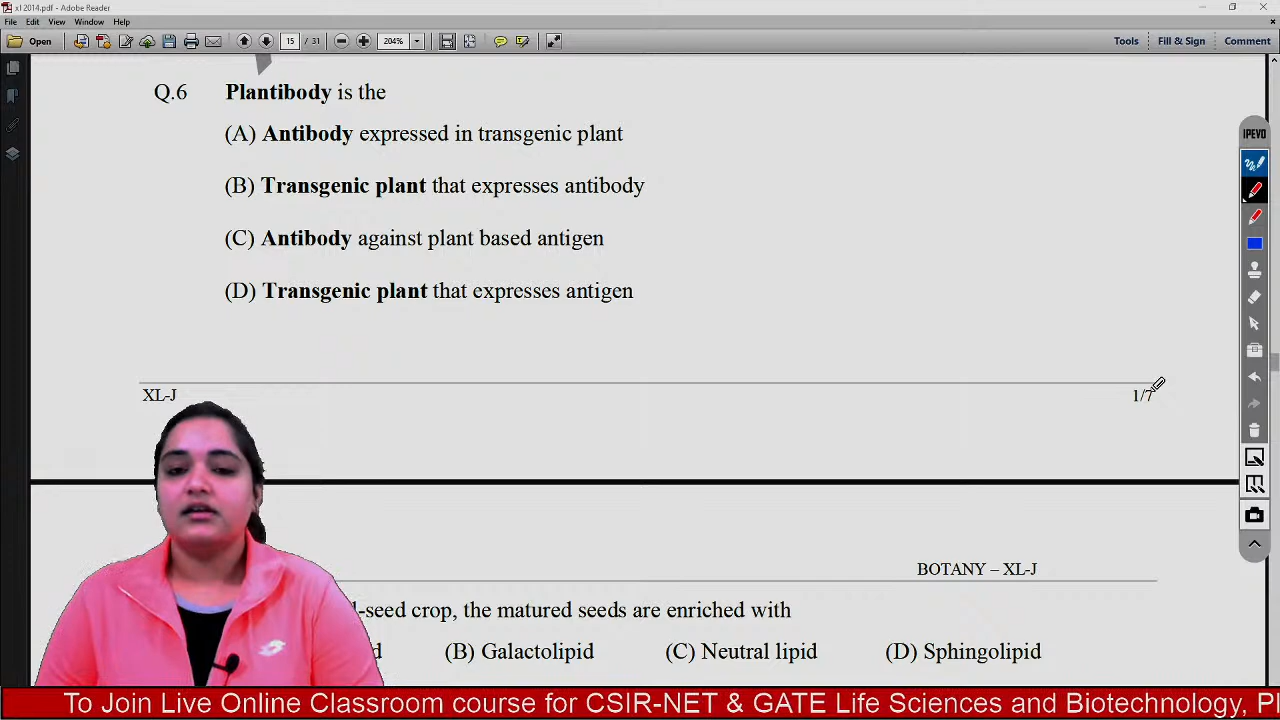 xl 2014.pdf - Adobe Reader
File Edit View Window Help
Open 15 / 31 204% Tools Fill & Sign Comment
Q.6 Plantibody is the
(A) Antibody expressed in transgenic plant
(B) Transgenic plant that expresses antibody
(C) Antibody against plant based antigen
(D) Transgenic plant that expresses antigen
IPEVO
XL-J 1/7
BOTANY – XL-J
-seed crop, the matured seeds are enriched with
d (B) Galactolipid (C) Neutral lipid (D) Sphingolipid
To Join Live Online Classroom course for CSIR-NET & GATE Life Sciences and Biotechnology, Pl